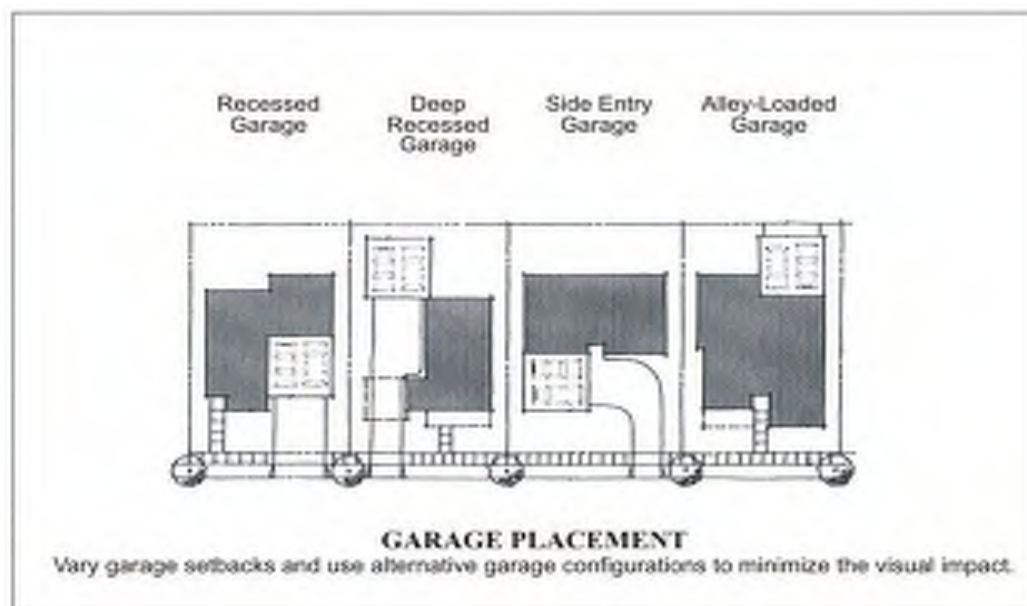 Recessed
Garage
Deep
Recessed
Garage
Side Entry
Garage
Alley-Loaded
Garage
GARAGE PLACEMENT
Vary garage setbacks and use alternative garage configurations to minimize the visual impact.